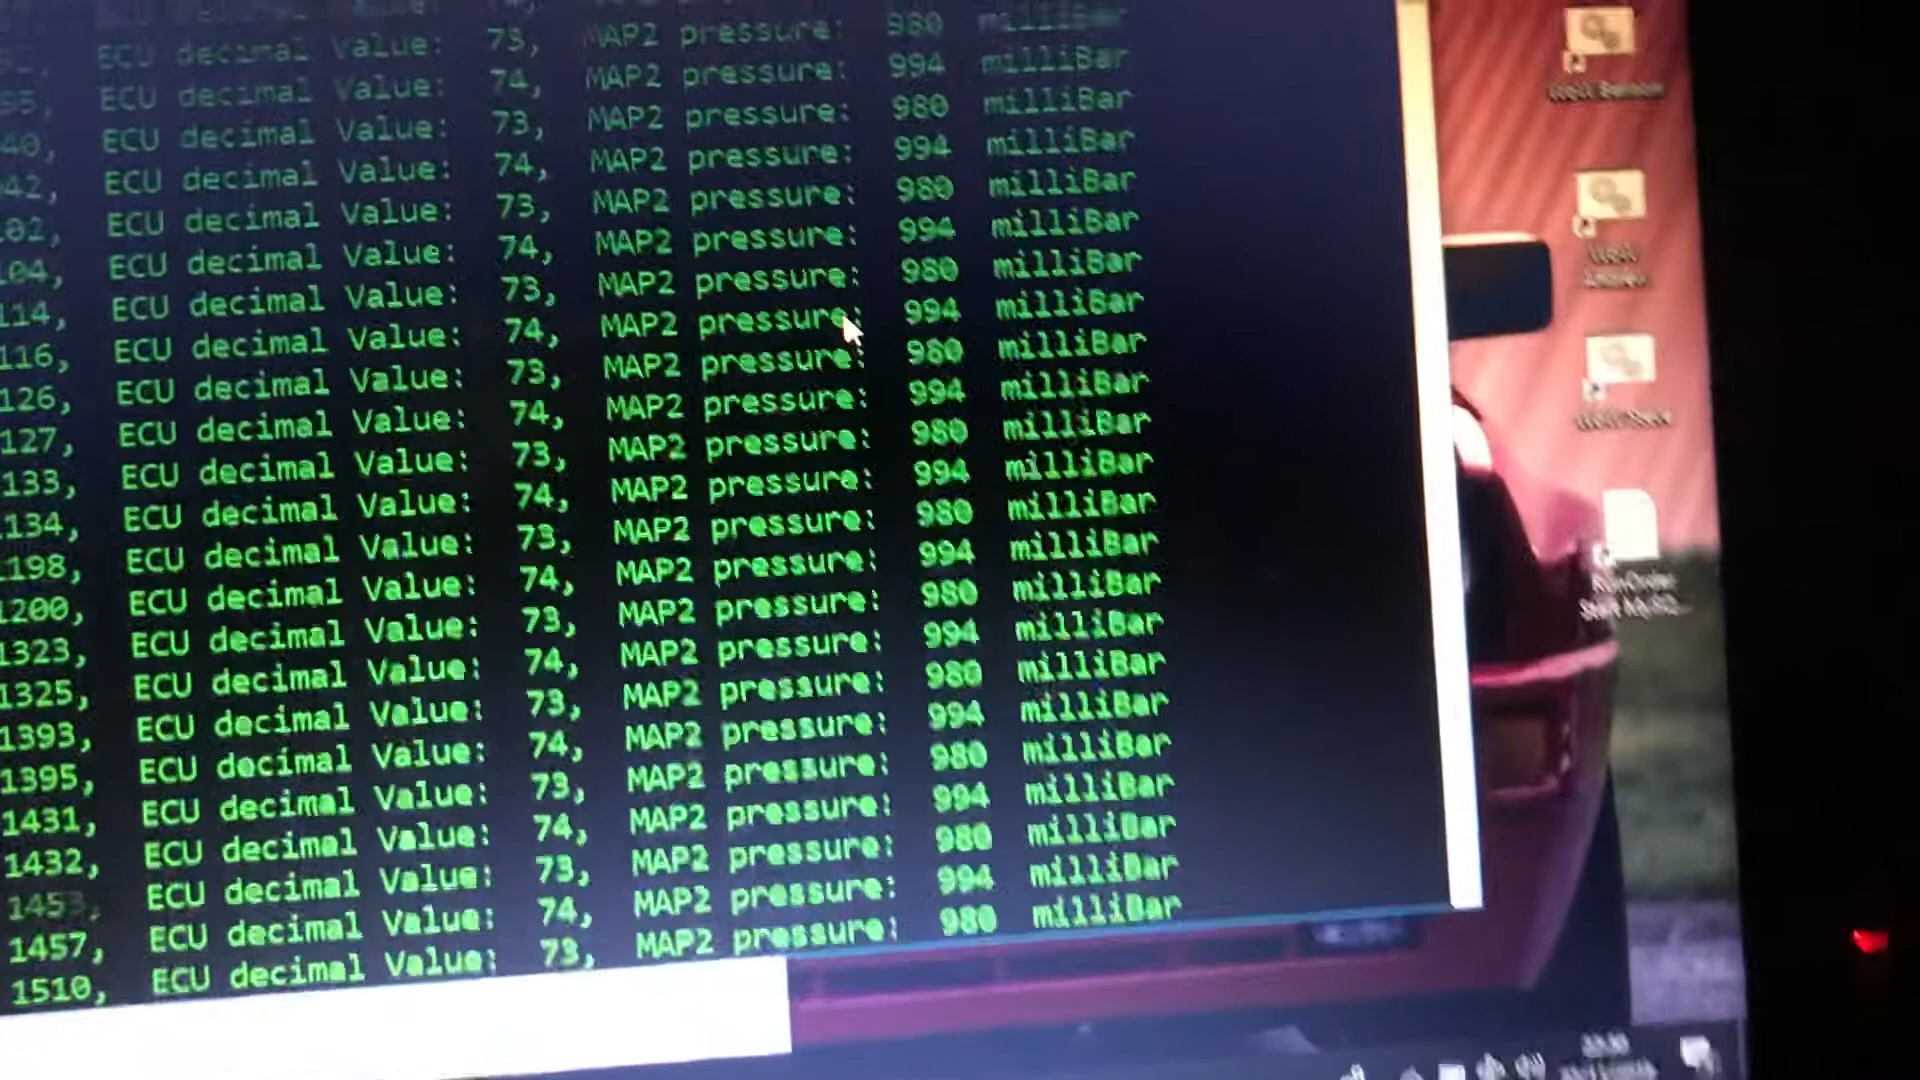 ECU decimal Value: 73, MAP2 pressure: 980 milliBar
95, ECU decimal Value: 74, MAP2 pressure: 994 milliBar
40, ECU decimal Value: 73, MAP2 pressure: 980 milliBar
42, ECU decimal Value: 74, MAP2 pressure: 994 milliBar
02, ECU decimal Value: 73, MAP2 pressure: 980 milliBar
104, ECU decimal Value: 74, MAP2 pressure: 994 milliBar
114, ECU decimal Value: 73, MAP2 pressure: 980 milliBar
116, ECU decimal Value: 74, MAP2 pressure: 994 milliBar
126, ECU decimal Value: 73, MAP2 pressure: 980 milliBar
127, ECU decimal Value: 74, MAP2 pressure: 994 milliBar
133, ECU decimal Value: 73, MAP2 pressure: 980 milliBar
134, ECU decimal Value: 74, MAP2 pressure: 994 milliBar
1198, ECU decimal Value: 73, MAP2 pressure: 980 milliBar
1200, ECU decimal Value: 74, MAP2 pressure: 994 milliBar
1323, ECU decimal Value: 73, MAP2 pressure: 980 milliBar
1325, ECU decimal Value: 74, MAP2 pressure: 994 milliBar
1393, ECU decimal Value: 73, MAP2 pressure: 980 milliBar
1395, ECU decimal Value: 74, MAP2 pressure: 994 milliBar
1431, ECU decimal Value: 73, MAP2 pressure: 980 milliBar
1432, ECU decimal Value: 74, MAP2 pressure: 994 milliBar
1453, ECU decimal Value: 73, MAP2 pressure: 980 milliBar
1457, ECU decimal Value: 74, MAP2 pressure: 994 milliBar
1510, ECU decimal Value: 73, MAP2 pressure: 980 milliBar